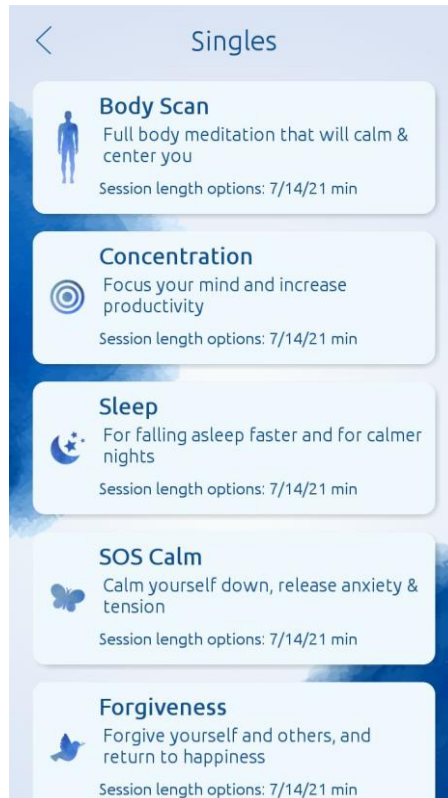 Singles
Body Scan
Full body meditation that will calm &
center you
Session length options: 7/14/21 min
Concentration
Focus your mind and increase
productivity
Session length options: 7/14/21 min
Sleep
For falling asleep faster and for calmer
nights
Session length options: 7/14/21 min
SOS Calm
Calm yourself down, release anxiety &
tension
Session length options: 7/14/21 min
Forgiveness
Forgive yourself and others, and
return to happiness
Session length options: 7/14/21 min